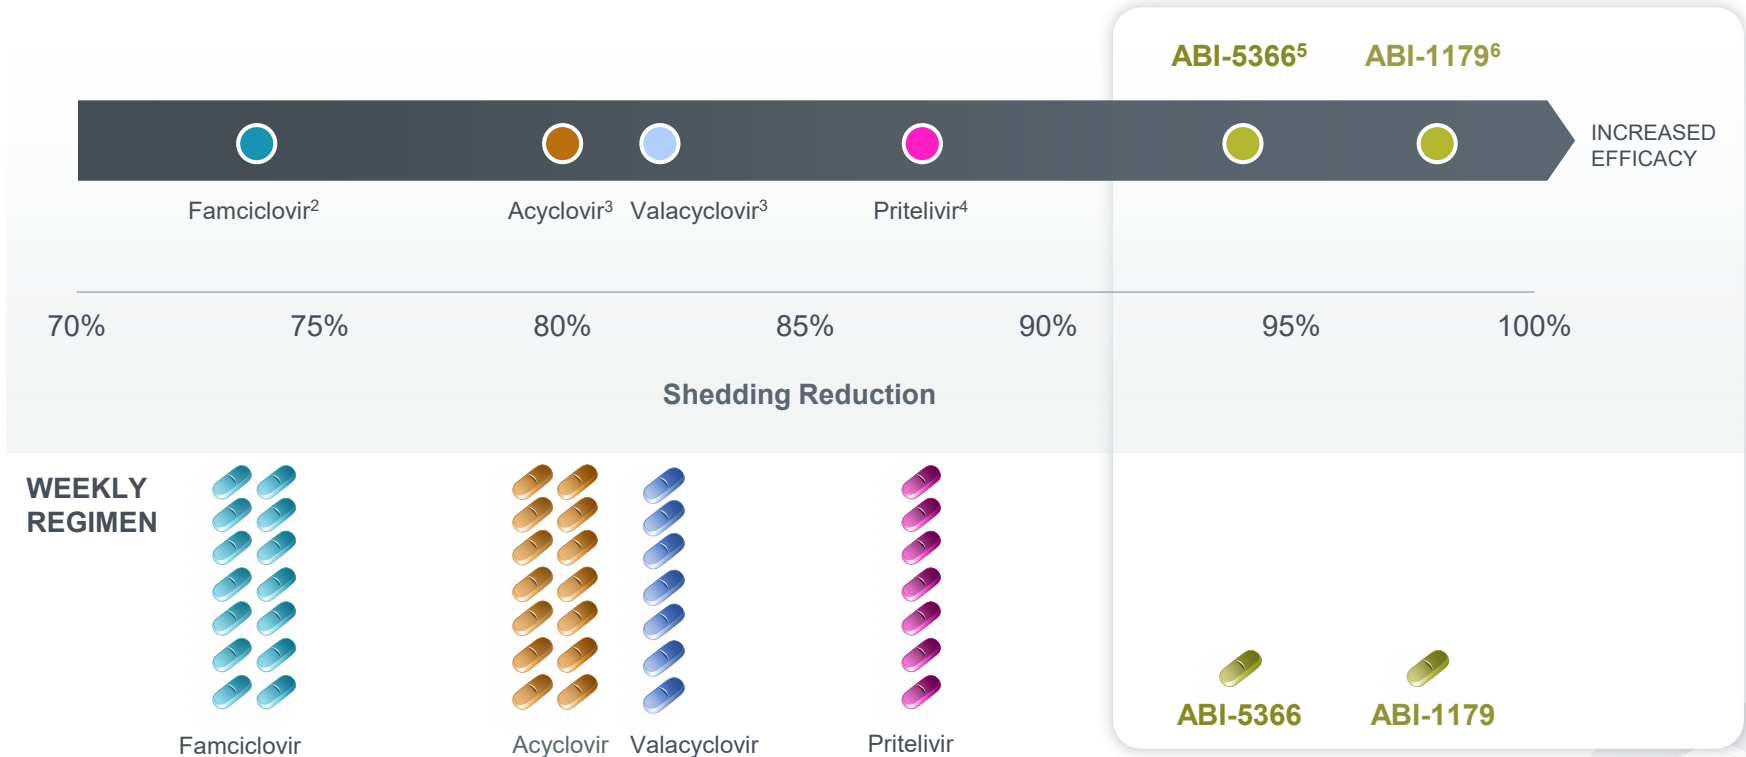 ABI-5366⁵ ABI-1179⁶
INCREASED
EFFICACY
Famciclovir² Acyclovir³ Valacyclovir³ Pritelivir⁴
70% 75% 80% 85% 90% 95% 100%
Shedding Reduction
WEEKLY
REGIMEN
ABI-5366 ABI-1179
Famciclovir Acyclovir Valacyclovir Pritelivir